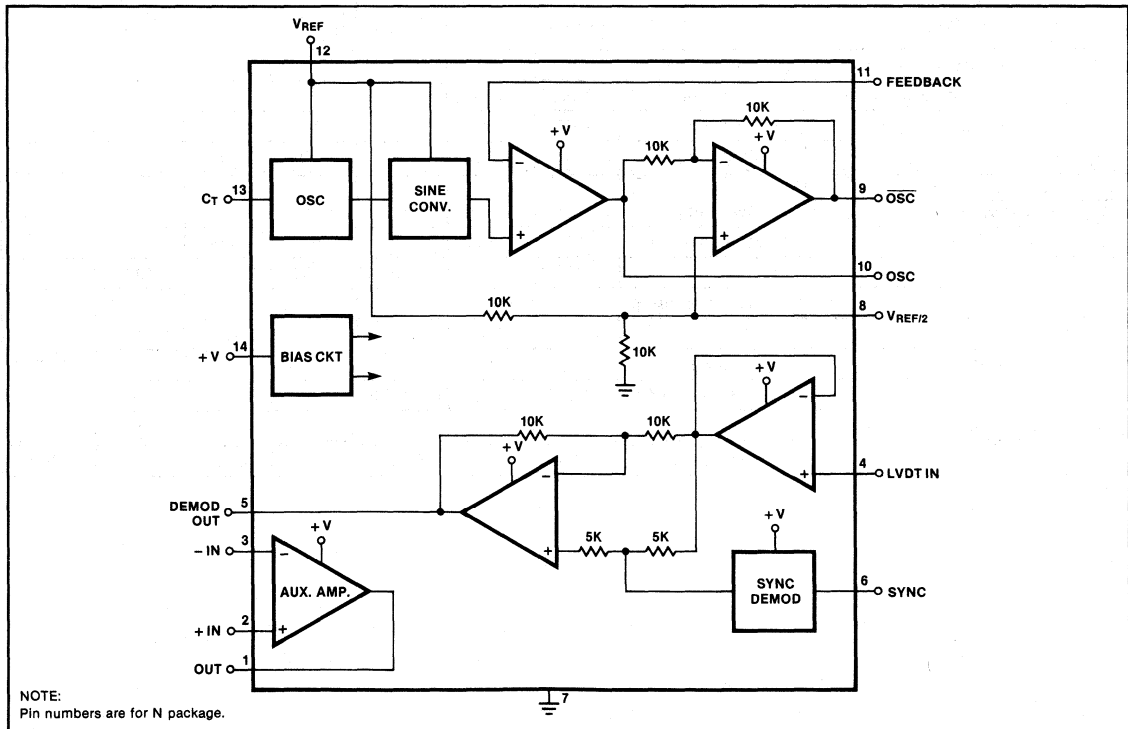 VREF
12
11
FEEDBACK
10K
+V
+V
10K
−
−
13
CT
OSC
SINE
CONV.
9
OSC
+
+
10
OSC
10K
8
VREF/2
14
+V
BIAS CKT
10K
+V
−
10K
10K
+V
4
LVDT IN
+
−
DEMOD
OUT
5
+V
5K
5K
+V
3
− IN
−
+
AUX. AMP.
SYNC
DEMOD
6
SYNC
2
+ IN
+
1
OUT
7
NOTE:
Pin numbers are for N package.